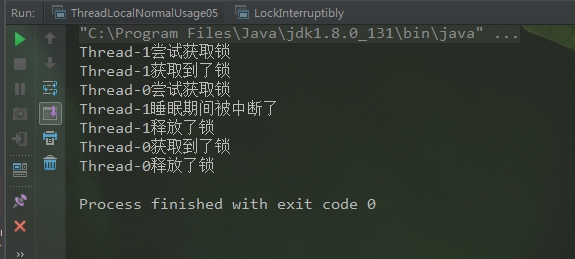 Run: ThreadLocalNormalUsage05 LockInterruptibly
"C:\Program Files\Java\jdk1.8.0_131\bin\java" ...
Thread-1尝试获取锁
Thread-1获取到了锁
Thread-0尝试获取锁
Thread-1睡眠期间被中断了
Thread-1释放了锁
Thread-0获取到了锁
Thread-0释放了锁
Process finished with exit code 0